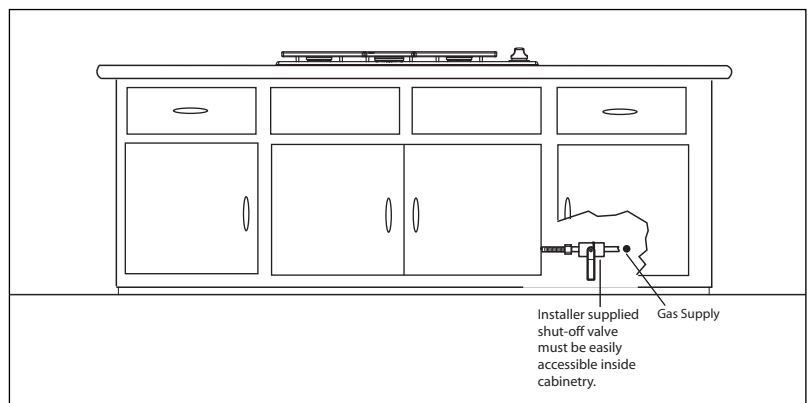 Installer supplied
shut-off valve
must be easily
accessible inside
cabinetry.
Gas Supply